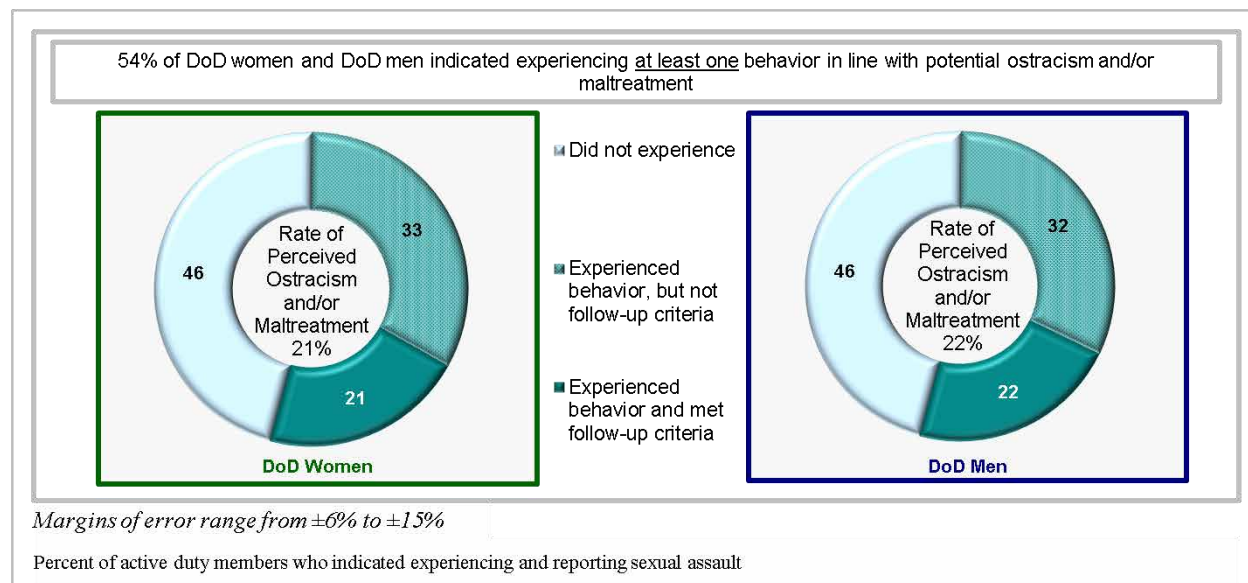 54% of DoD women and DoD men indicated experiencing at least one behavior in line with potential ostracism and/or
maltreatment
46
33
21
Rate of
Perceived
Ostracism
and/or
Maltreatment
21%
DoD Women
Did not experience
Experienced
behavior, but not
follow-up criteria
Experienced
behavior and met
follow-up criteria
46
32
22
Rate of
Perceived
Ostracism
and/or
Maltreatment
22%
DoD Men
Margins of error range from ±6% to ±15%
Percent of active duty members who indicated experiencing and reporting sexual assault